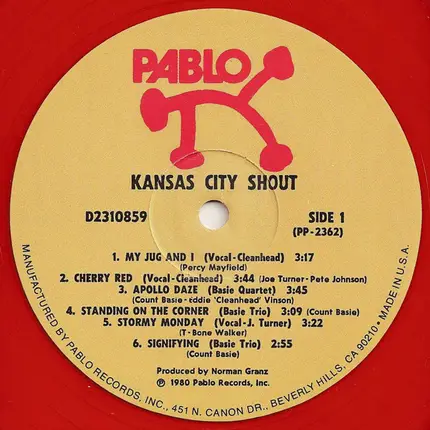 PABLO
KANSAS CITY SHOUT
D2310859
SIDE 1
(PP-2362)
1. MY JUG AND I (Vocal-Cleanhead) 3:17
(Percy Mayfield)
2. CHERRY RED (Vocal-Cleanhead) 3:44 (Joe Turner-Pete Johnson)
3. APOLLO DAZE (Basie Quartet) 3:45
(Count Basie-Eddie 'Cleanhead' Vinson)
4. STANDING ON THE CORNER (Basie Trio) 3:09 (Count Basie)
5. STORMY MONDAY (Vocal-J. Turner) 3:22
(T-Bone Walker)
6. SIGNIFYING (Basie Trio) 2:55
(Count Basie)
Produced by Norman Granz
℗ 1980 Pablo Records, Inc.
MANUFACTURED BY PABLO RECORDS, INC., 451 N. CANON DR., BEVERLY HILLS, CA 90210 • MADE IN U.S.A.